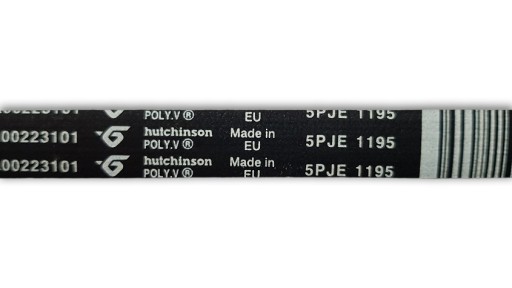 POLY.V ® EU 5PJE 1195
00223101 hutchinson Made in 5PJE 1195
POLY.V ® EU
00223101 hutchinson Made in 5PJE 1195
POLY.V ® EU